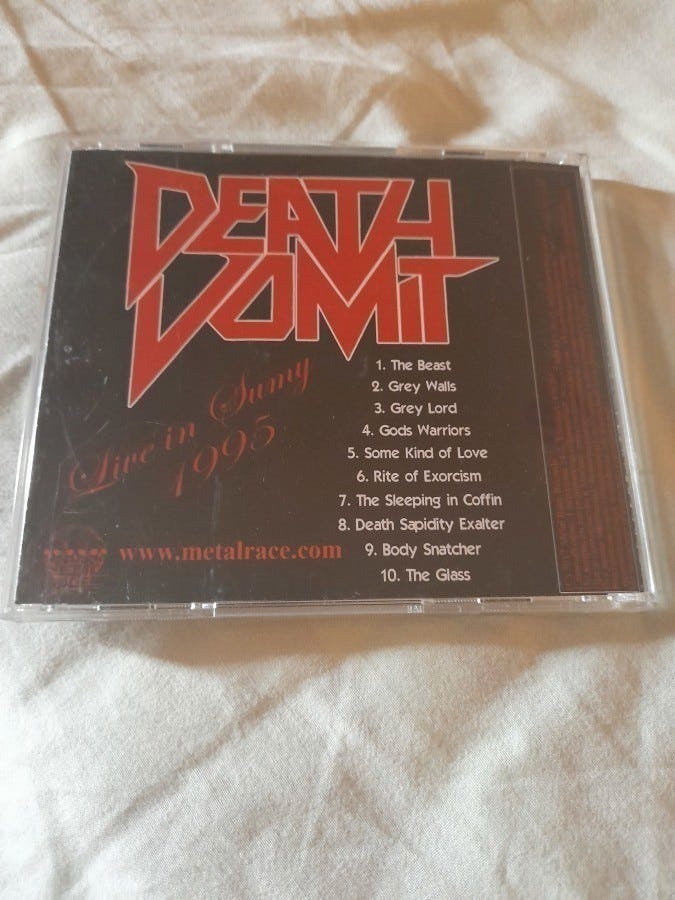 DEATH
VOMIT
Live in Sumy
1995
1. The Beast
2. Grey Walls
3. Grey Lord
4. Gods Warriors
5. Some Kind of Love
6. Rite of Exorcism
7. The Sleeping in Coffin
8. Death Sapidity Exalter
9. Body Snatcher
10. The Glass
www.metalrace.com